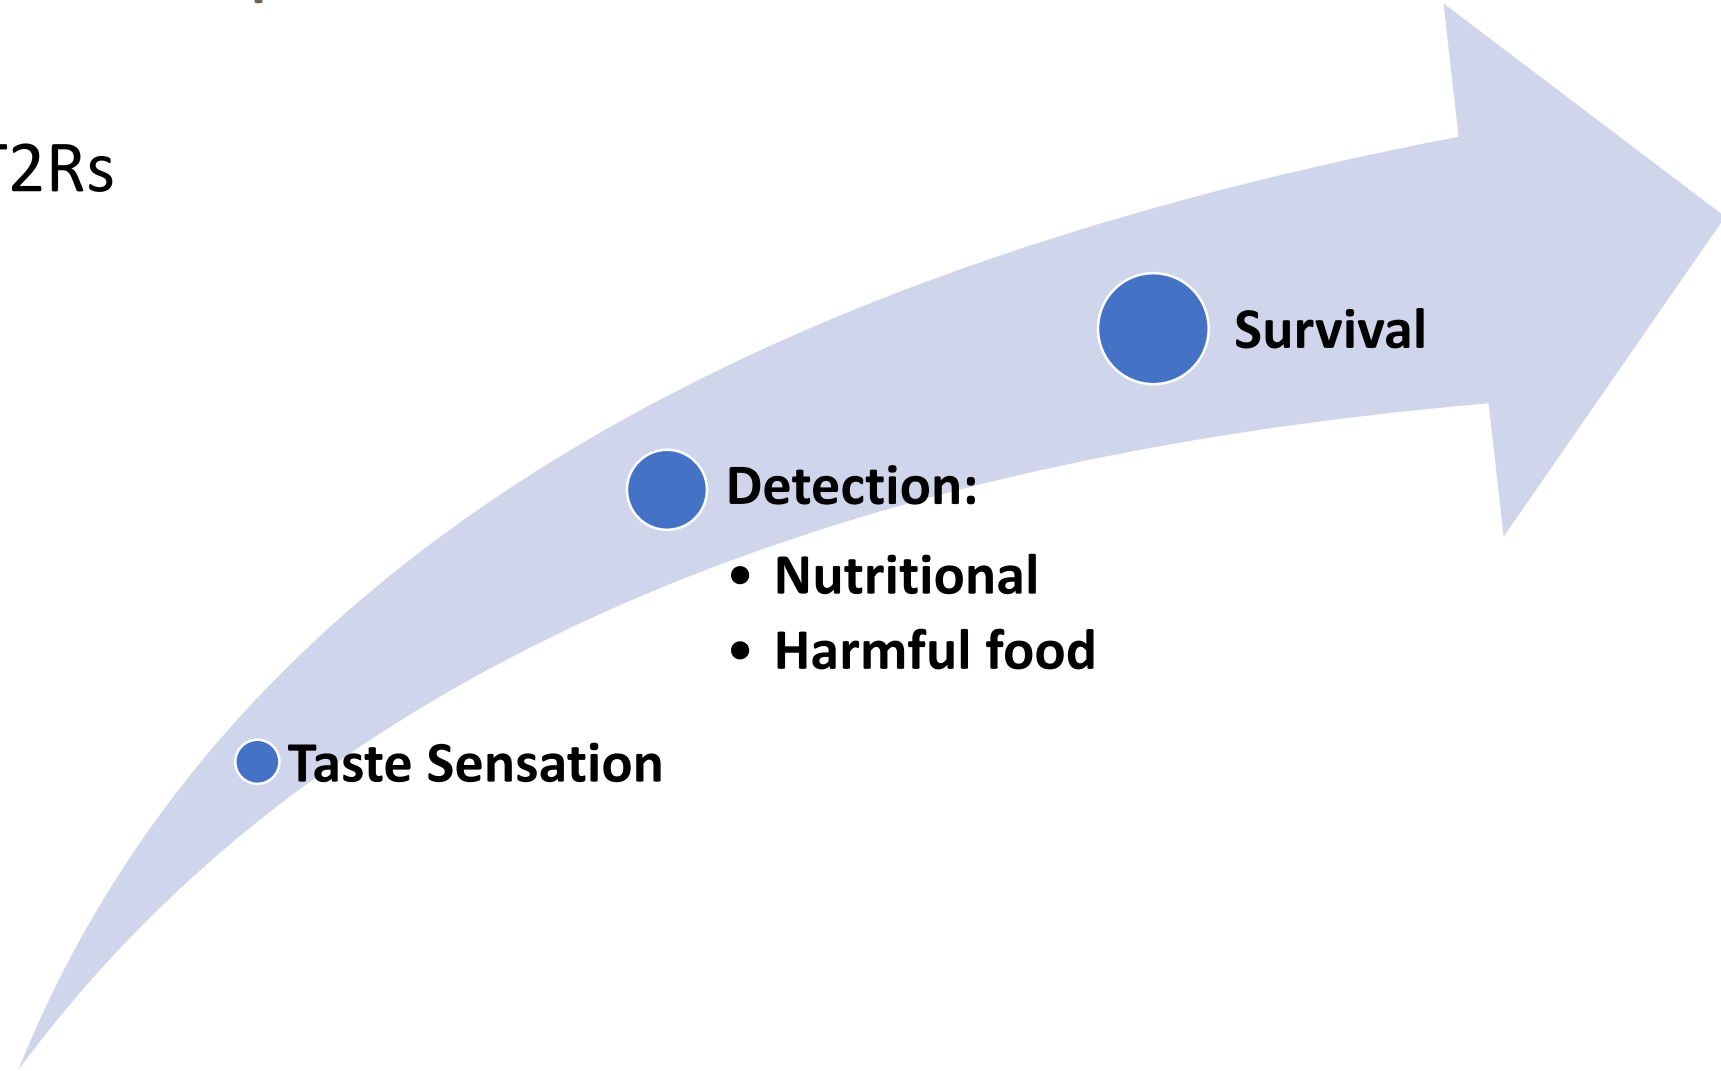 T2Rs
Survival
Detection:
• Nutritional
• Harmful food
Taste Sensation